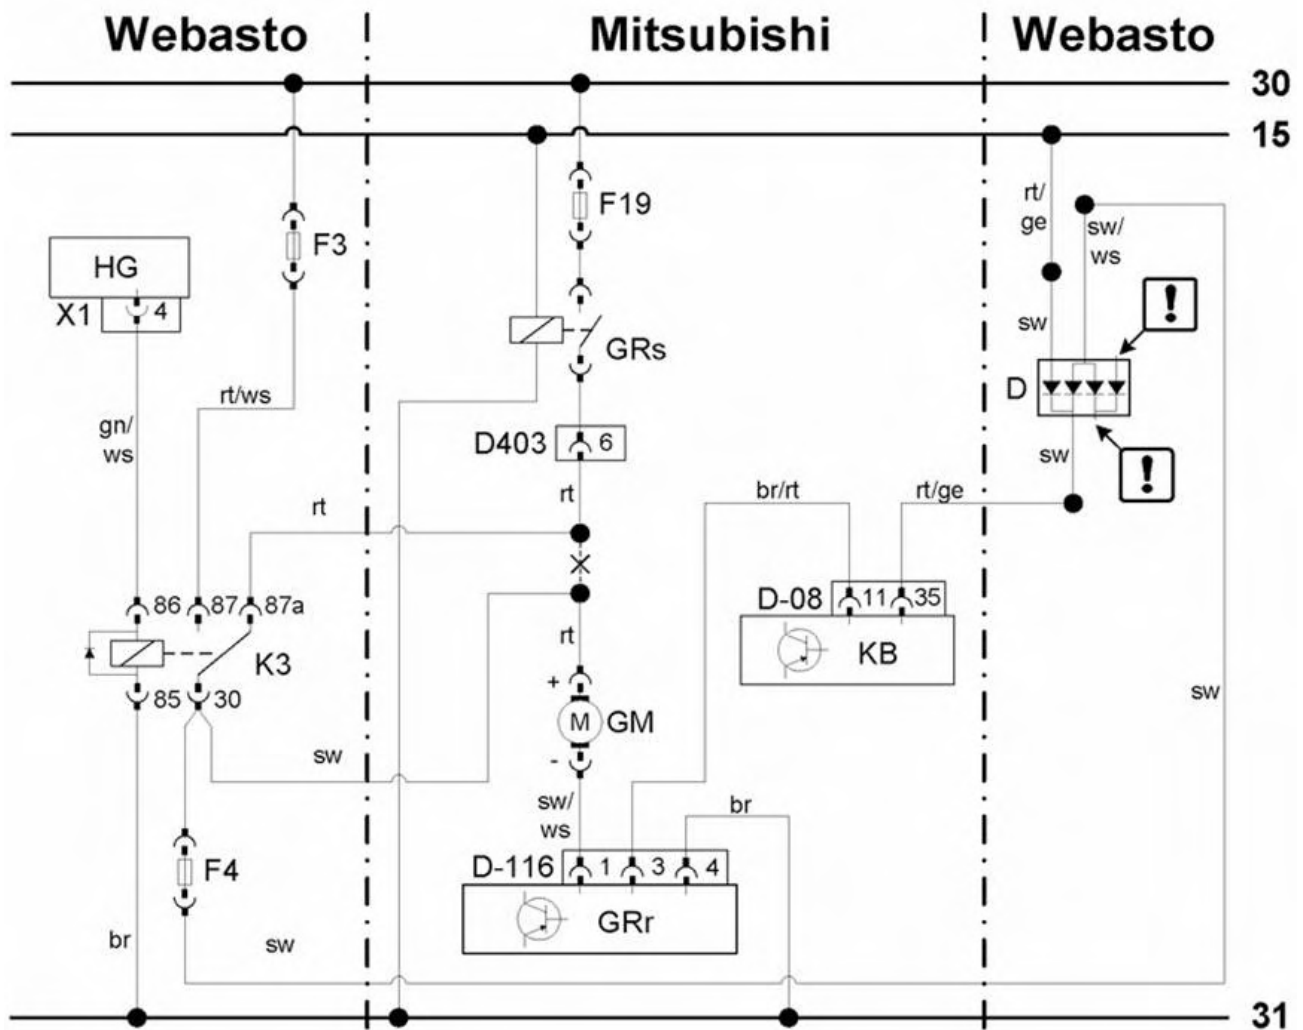 Webasto
Mitsubishi
Webasto
30
15
F3
HG
X1
4
gn/
ws
rt/ws
F19
GRs
D403
6
rt
rt
rt/
ge
sw/
ws
!
sw
D
!
sw
br/rt
rt/ge
86
87
87a
K3
85
30
rt
+
M
GM
-
D-08
11
35
KB
sw
sw
sw/
ws
br
D-116
1
3
4
GRr
F4
br
sw
31